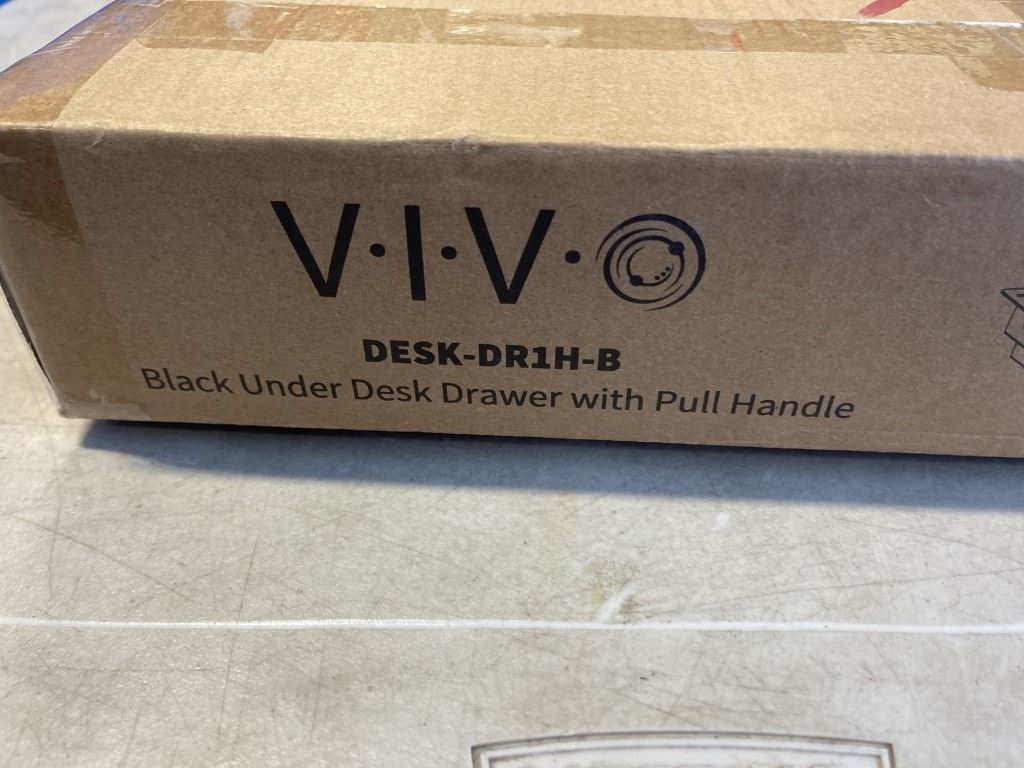 V·I·V·O
DESK-DR1H-B
Black Under Desk Drawer with Pull Handle